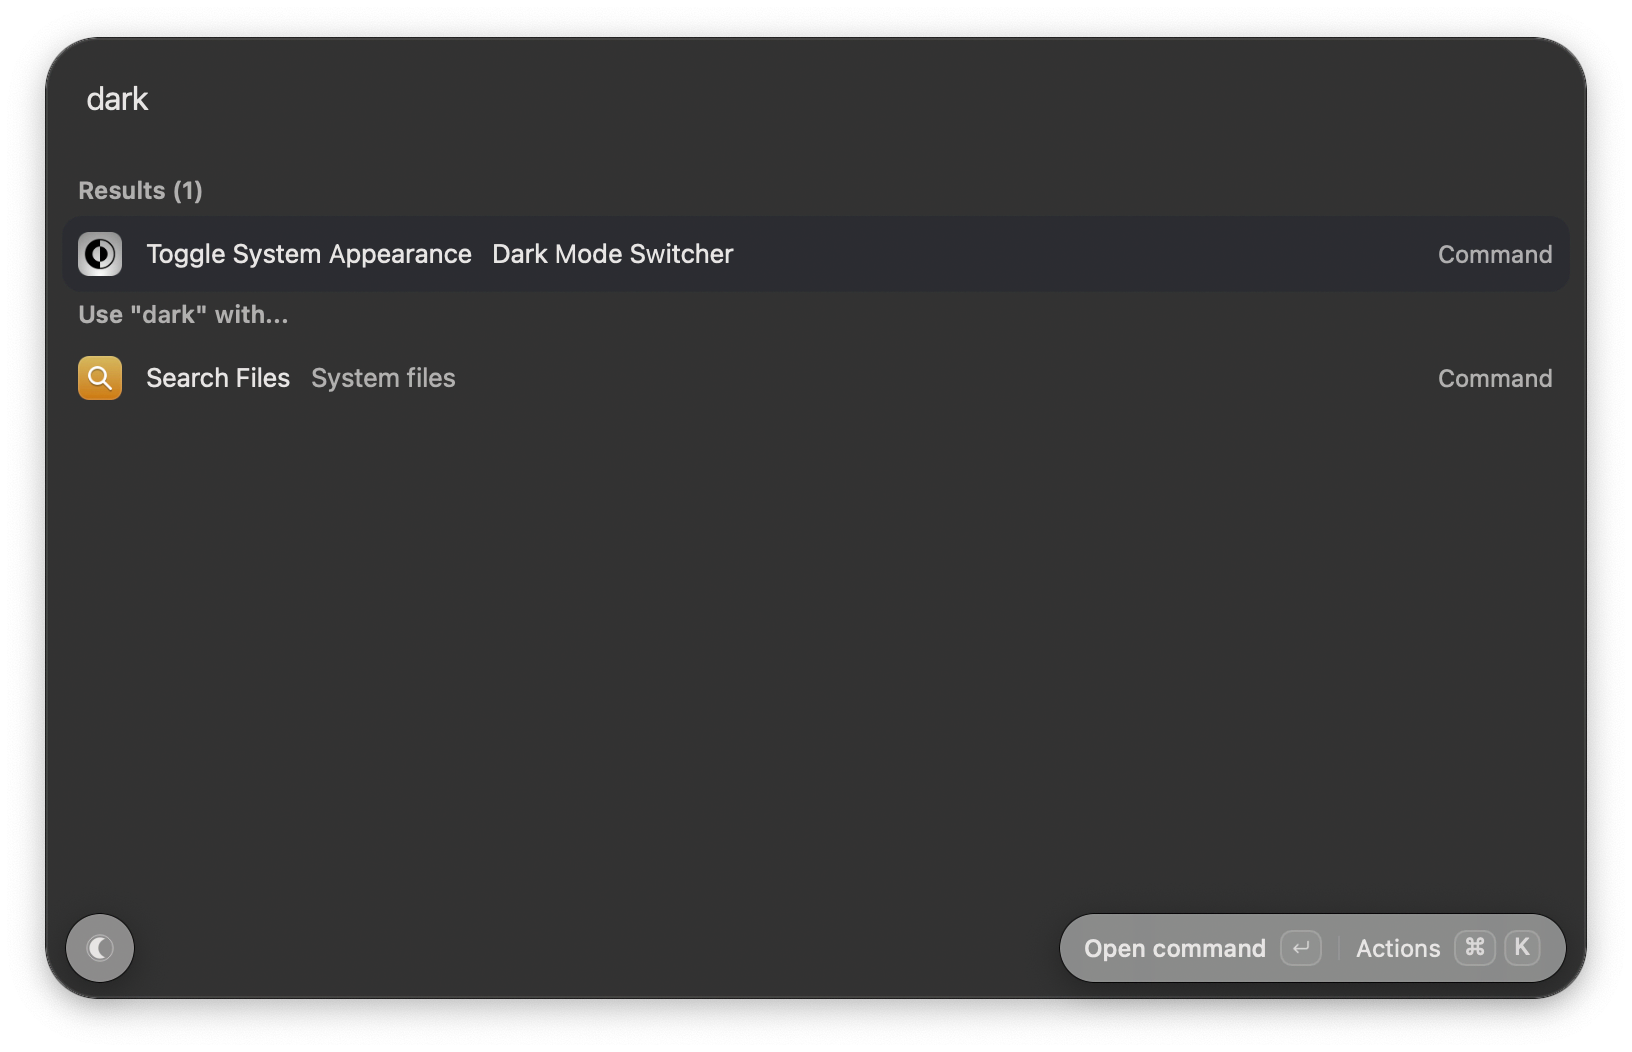 dark
Results (1)
Toggle System Appearance Dark Mode Switcher Command
Use "dark" with...
Search Files System files Command
Open command ↵ Actions ⌘ K